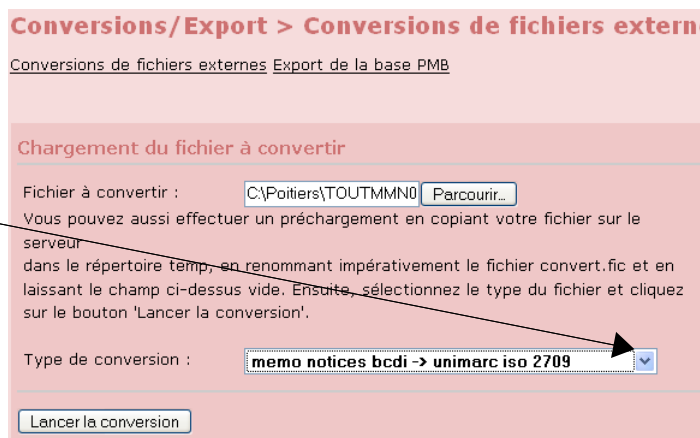 Conversions/Export > Conversions de fichiers extern
Conversions de fichiers externes Export de la base PMB
Chargement du fichier à convertir
Fichier à convertir : C:\Poitiers\TOUTMMN0 Parcourir...
Vous pouvez aussi effectuer un préchargement en copiant votre fichier sur le
serveur
dans le répertoire temp, en renommant impérativement le fichier convert.fic et en
laissant le champ ci-dessus vide. Ensuite, sélectionnez le type du fichier et cliquez
sur le bouton 'Lancer la conversion'.
Type de conversion : memo notices bcdi -> unimarc iso 2709
Lancer la conversion